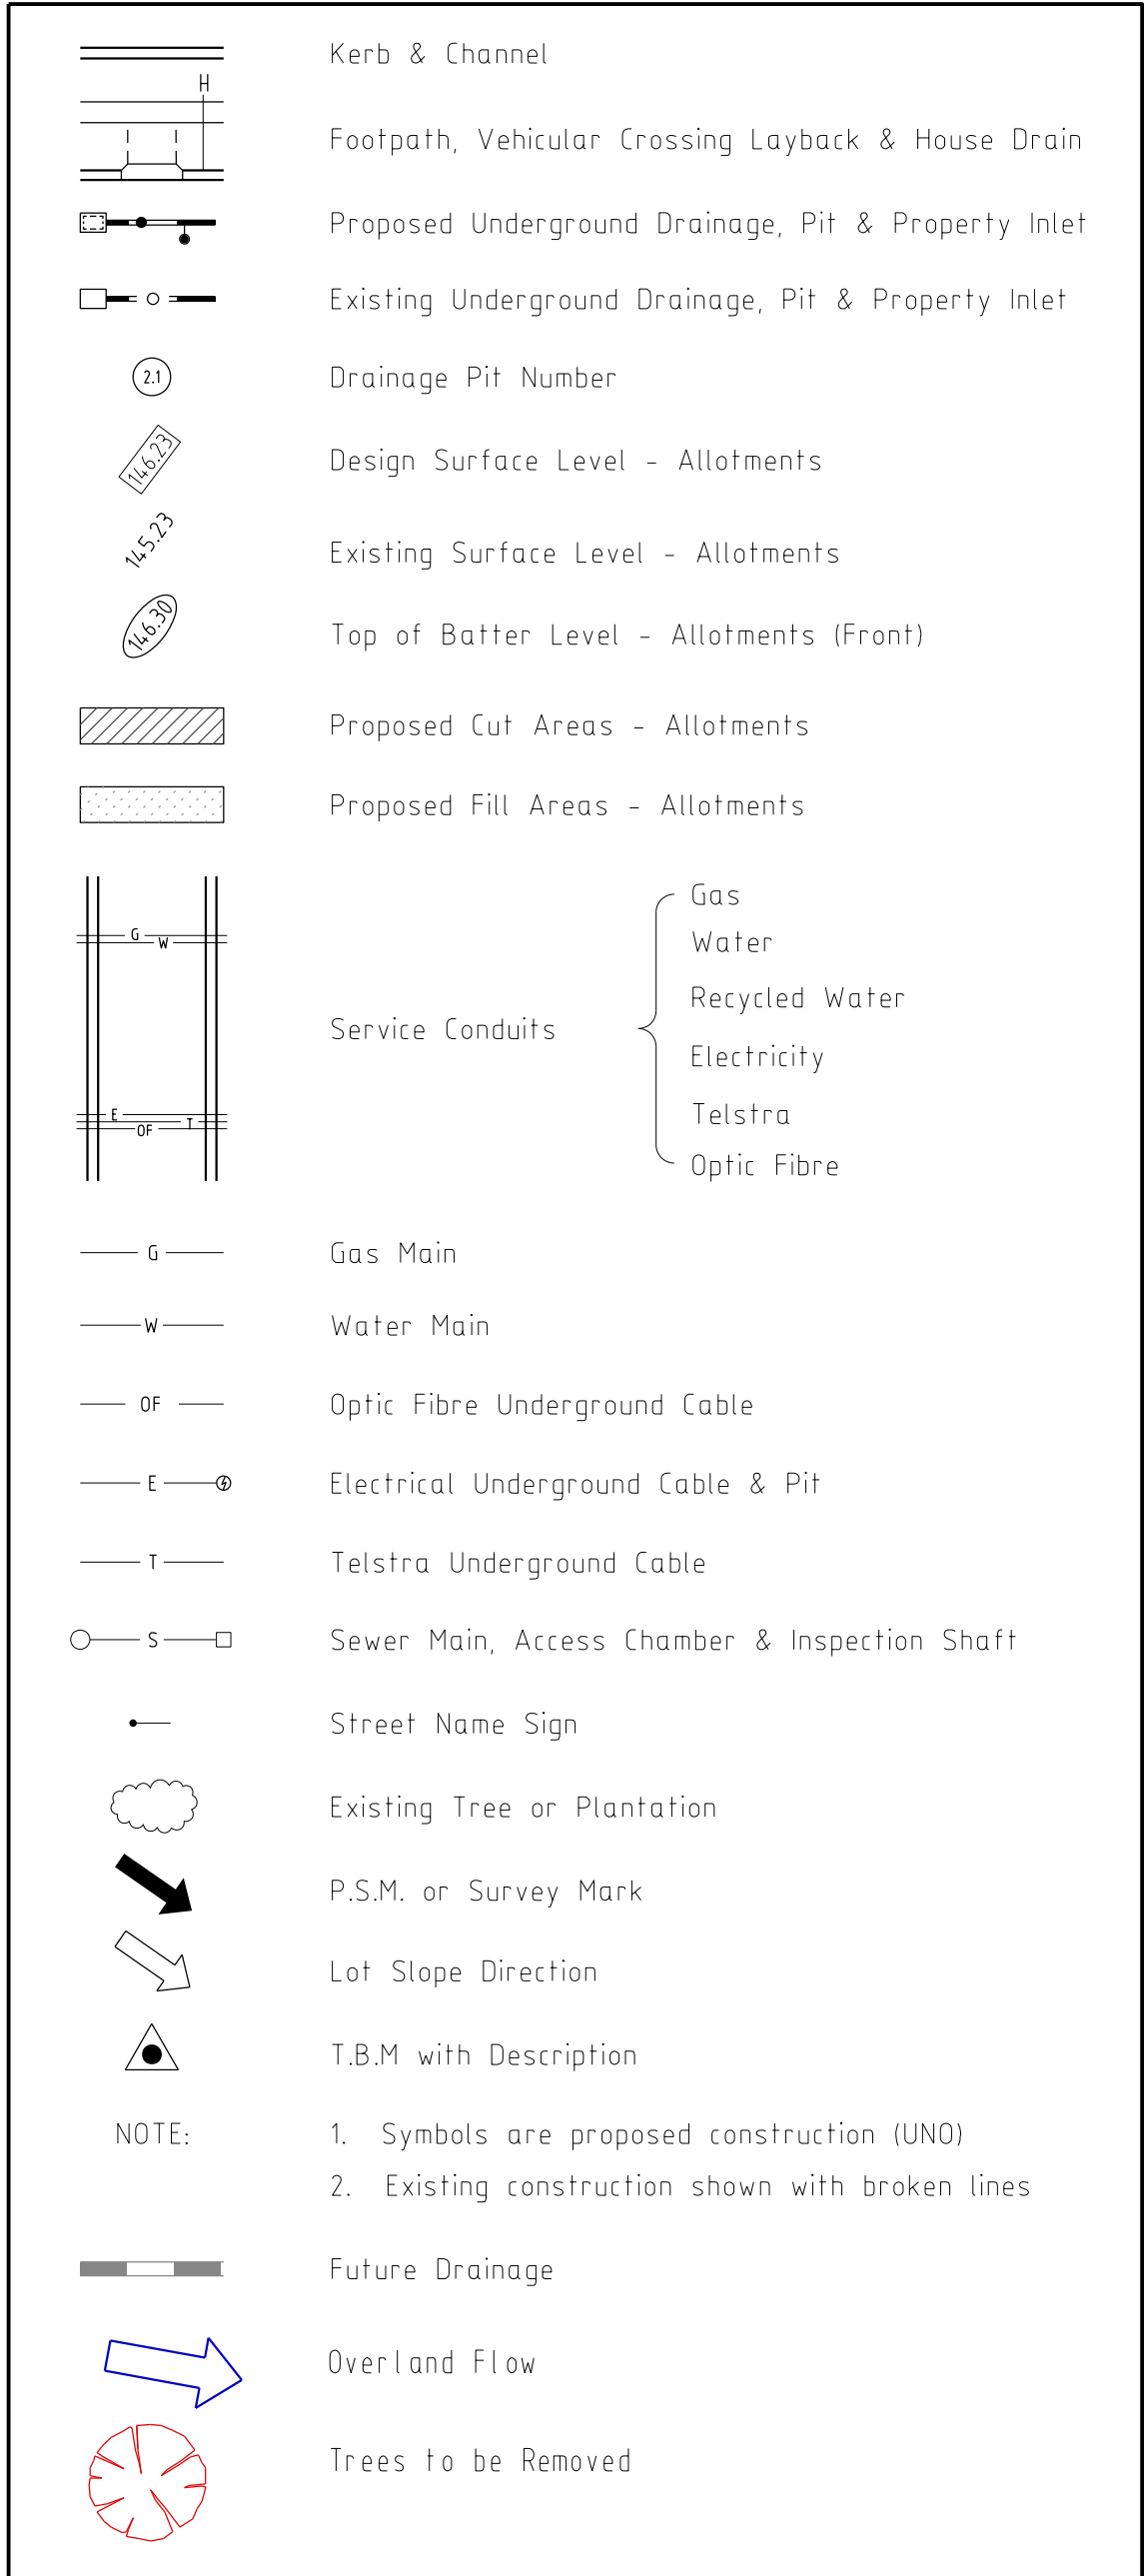 Kerb & Channel
H
Footpath, Vehicular Crossing Layback & House Drain
Proposed Underground Drainage, Pit & Property Inlet
Existing Underground Drainage, Pit & Property Inlet
2.1 Drainage Pit Number
146.23 Design Surface Level - Allotments
145.23 Existing Surface Level - Allotments
146.30 Top of Batter Level - Allotments (Front)
Proposed Cut Areas - Allotments
Proposed Fill Areas - Allotments
Gas
G
W
Water
Recycled Water
Service Conduits
Electricity
E
T
OF
Telstra
Optic Fibre
G Gas Main
W Water Main
OF Optic Fibre Underground Cable
E Electrical Underground Cable & Pit
T Telstra Underground Cable
S Sewer Main, Access Chamber & Inspection Shaft
Street Name Sign
Existing Tree or Plantation
P.S.M. or Survey Mark
Lot Slope Direction
T.B.M with Description
NOTE: 1. Symbols are proposed construction (UNO)
2. Existing construction shown with broken lines
Future Drainage
Overland Flow
Trees to be Removed